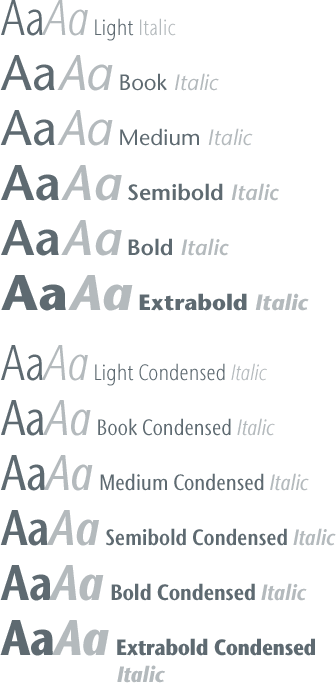 AaAa Light Italic
AaAa Book Italic
AaAa Medium Italic
AaAa Semibold Italic
AaAa Bold Italic
AaAa Extrabold Italic
AaAa Light Condensed Italic
AaAa Book Condensed Italic
AaAa Medium Condensed Italic
AaAa Semibold Condensed Italic
AaAa Bold Condensed Italic
AaAa Extrabold Condensed
Italic